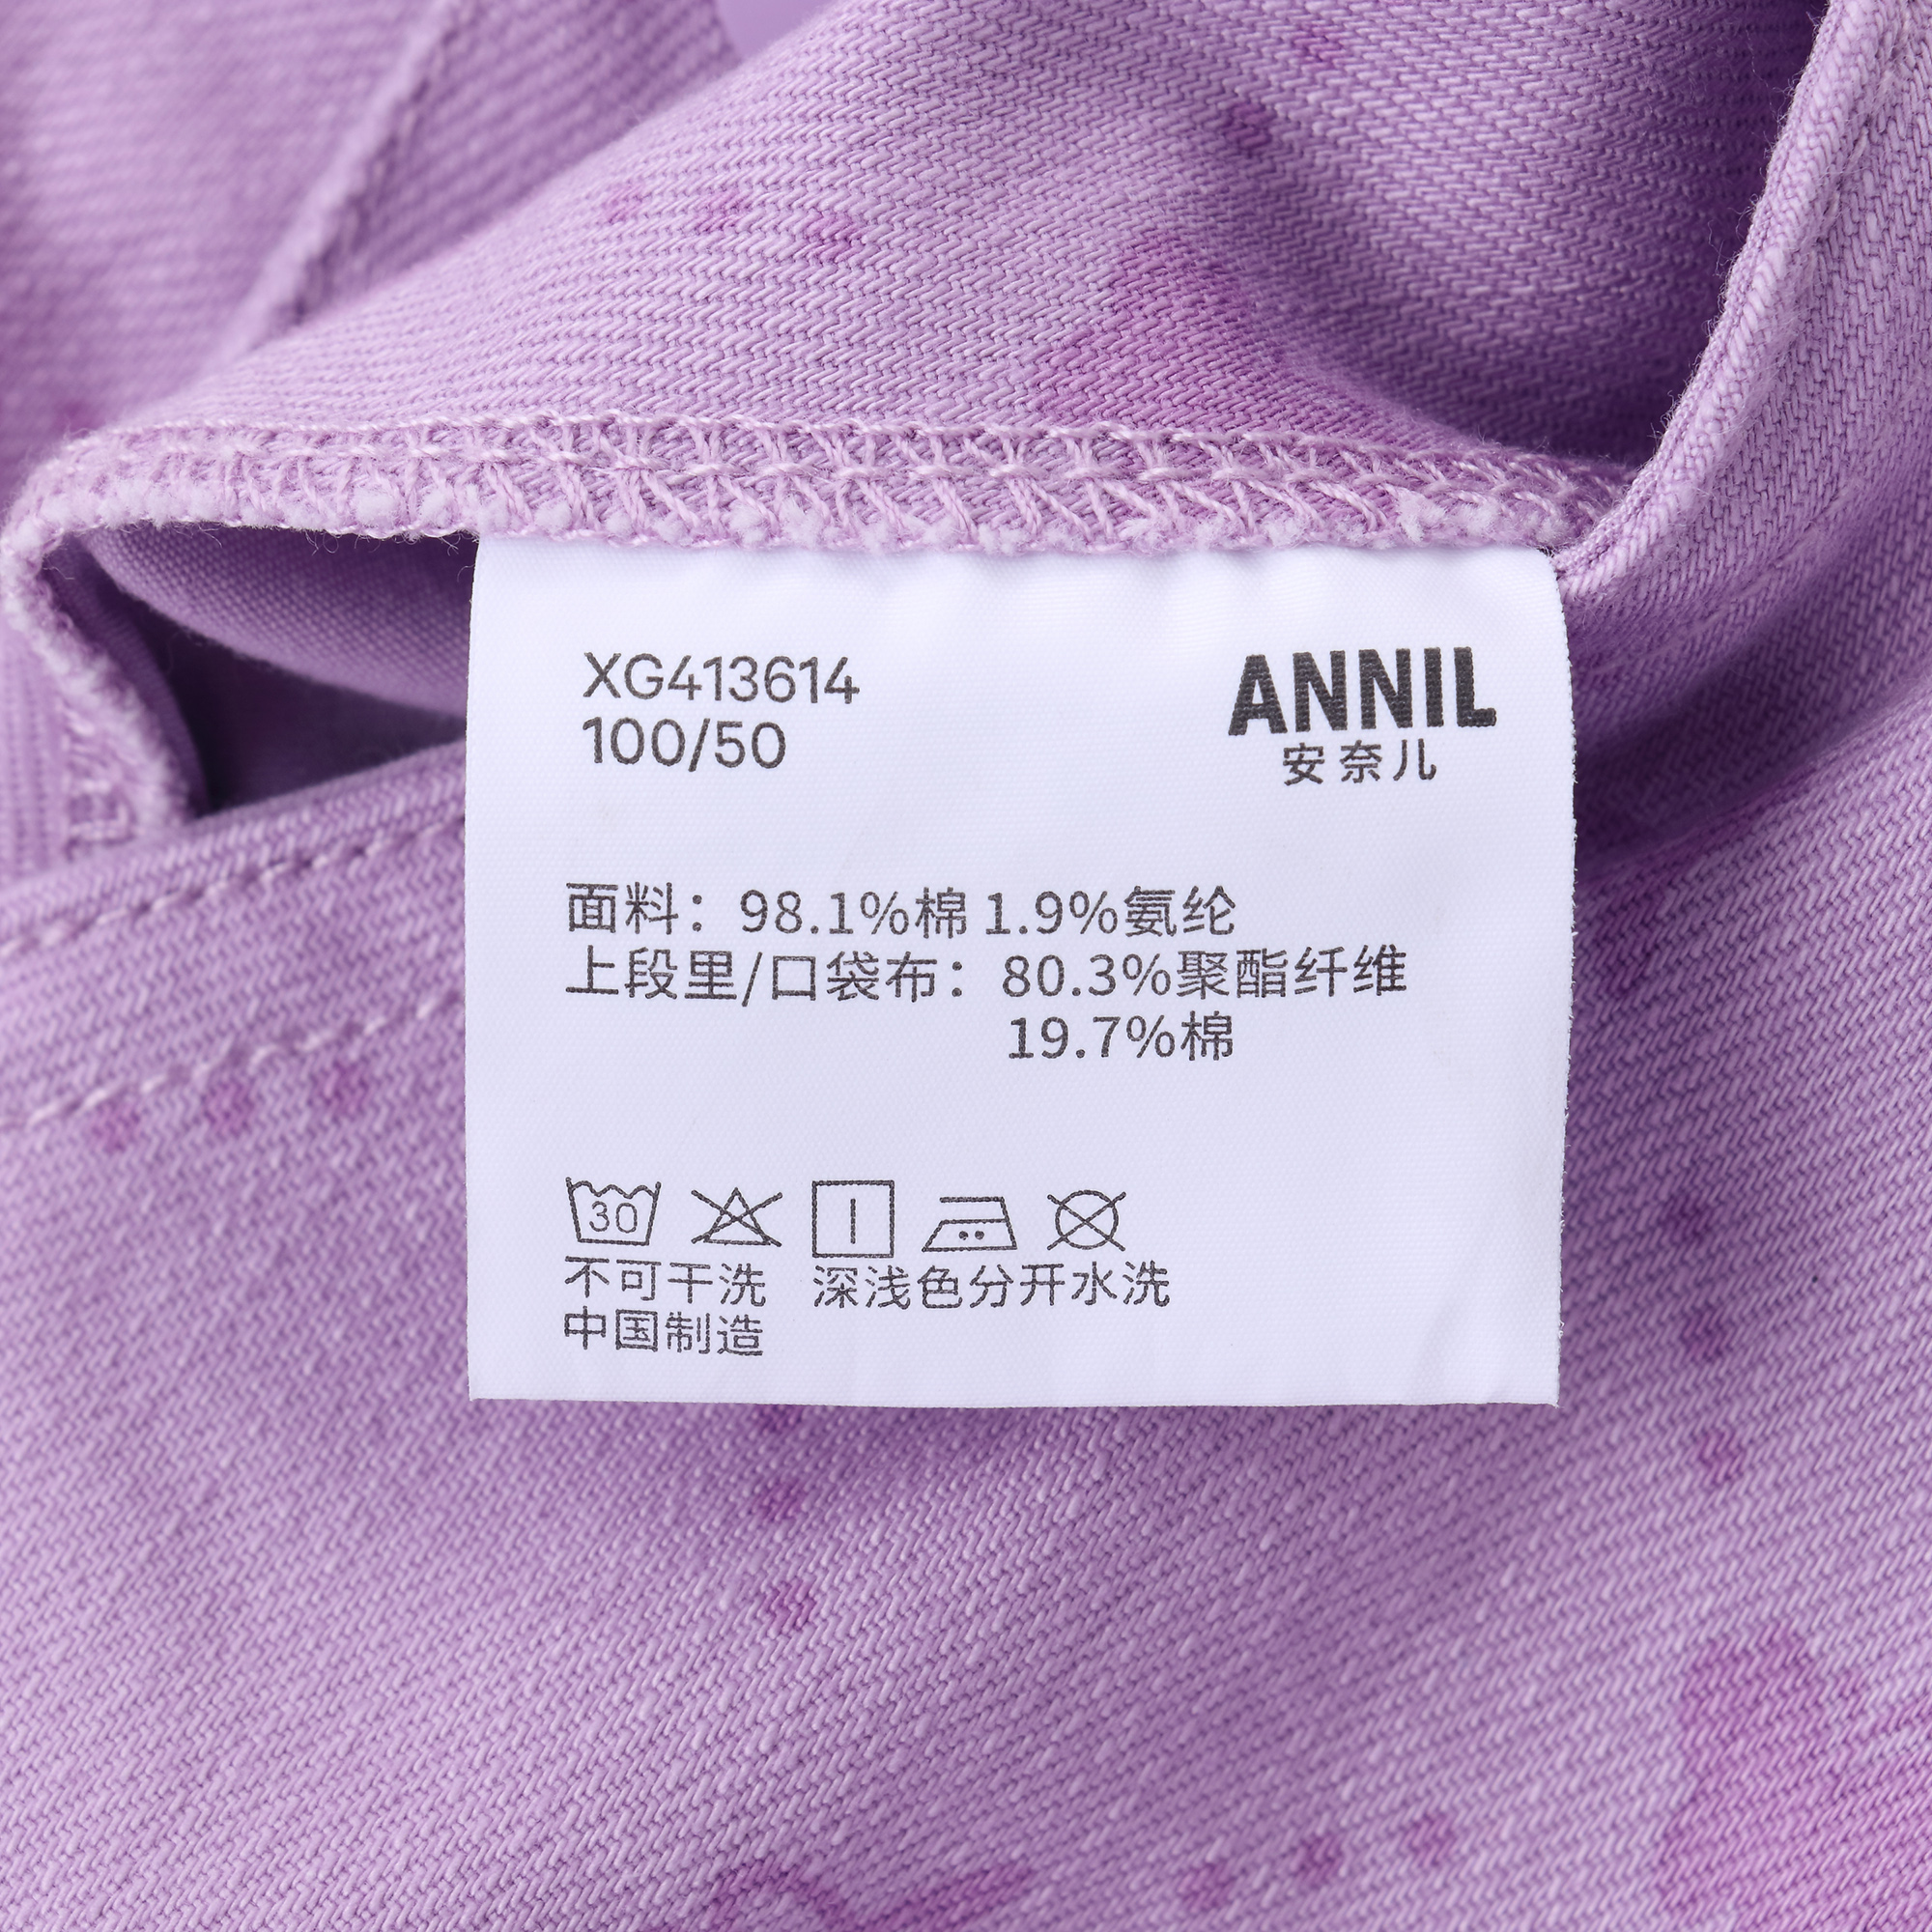 XG413614
100/50
ANNIL
安奈儿
面料：98.1%棉 1.9%氨纶
上段里/口袋布：80.3%聚酯纤维
19.7%棉
30
不可干洗 深浅色分开水洗
中国制造